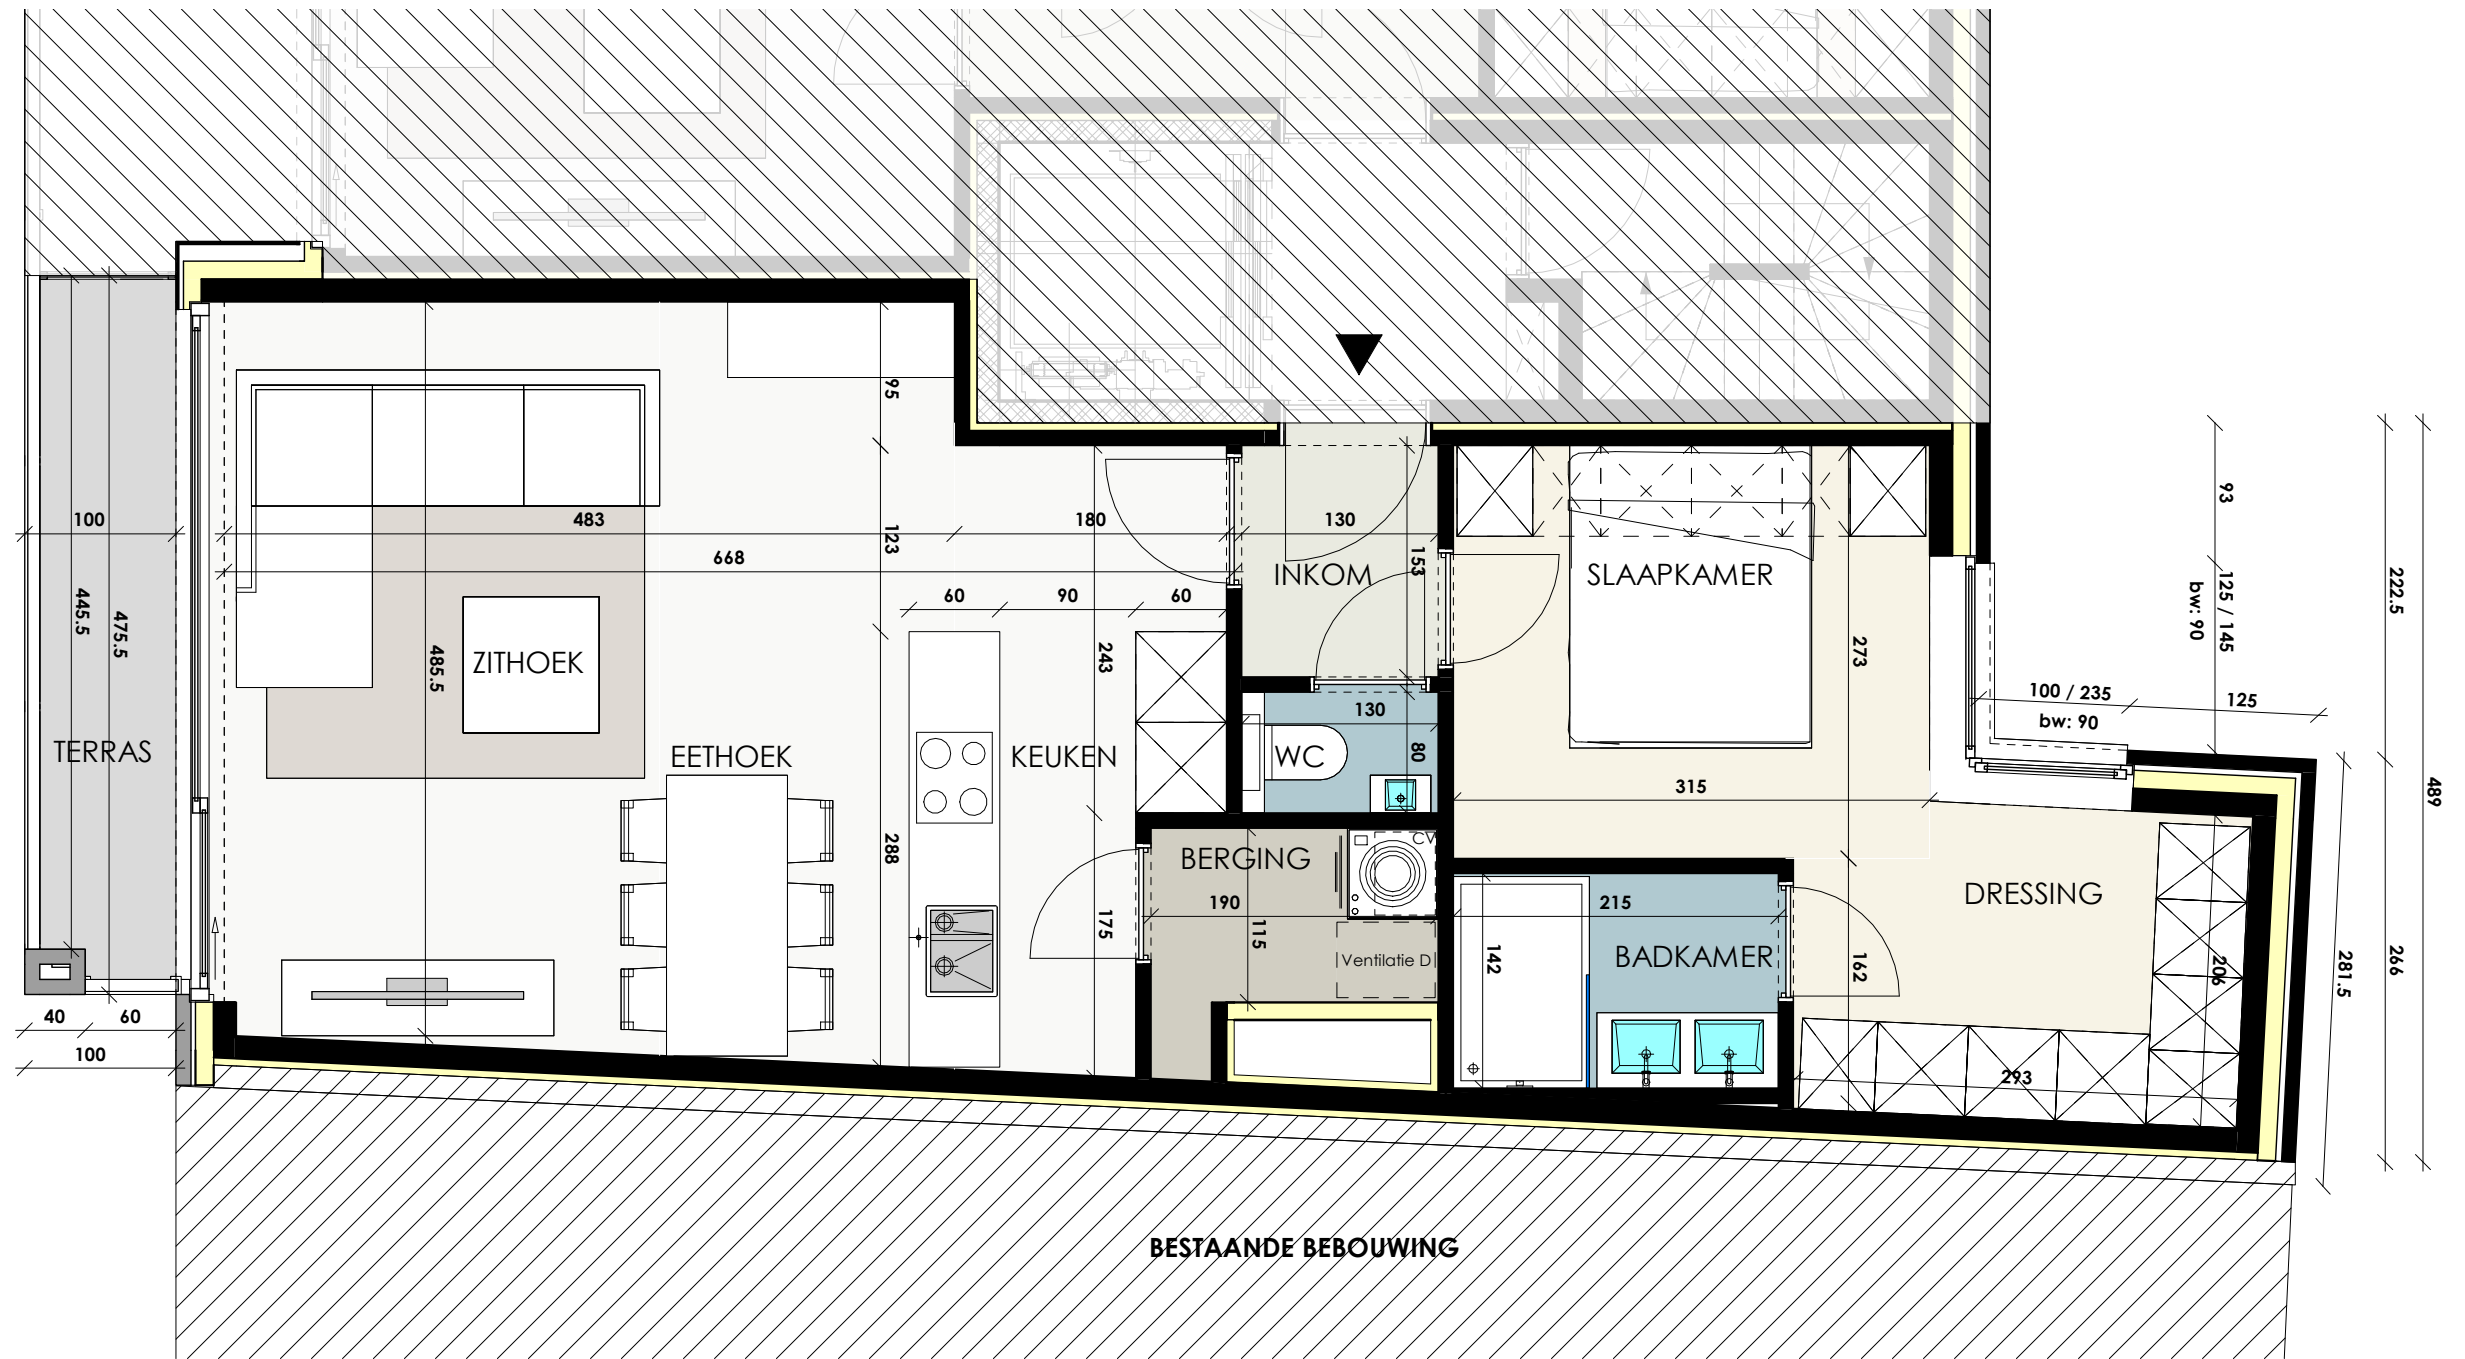 95
93
100
483
180
130
123
153
668
INKOM
SLAAPKAMER
125 / 145
bw: 90
222.5
60
90
60
445.5
475.5
485.5
ZITHOEK
243
273
100 / 235
bw: 90
125
130
TERRAS
EETHOEK
KEUKEN
WC
80
315
489
288
BERGING
CV
DRESSING
190
175
115
215
142
BADKAMER
Ventilatie D
162
206
266
281.5
40
60
100
293
BESTAANDE BEBOUWING